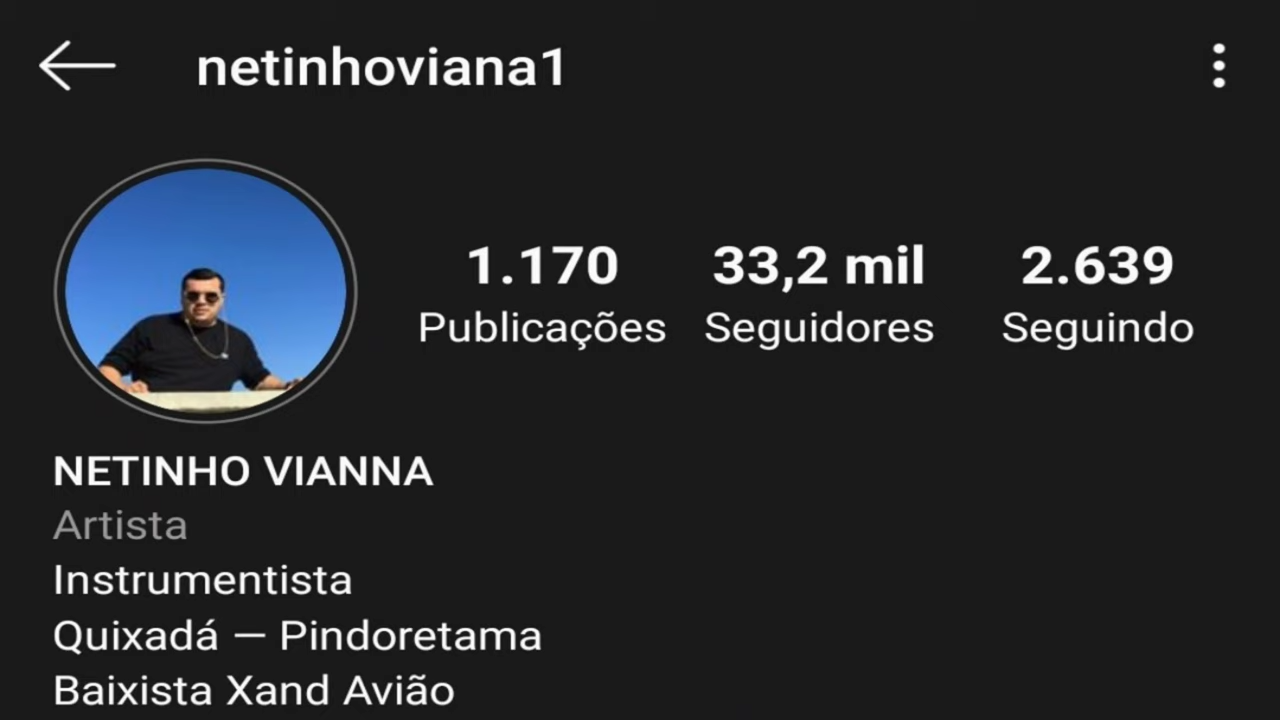 netinhoviana1
1.170 33,2 mil 2.639
Publicações Seguidores Seguindo
NETINHO VIANNA
Artista
Instrumentista
Quixadá — Pindoretama
Baixista Xand Avião